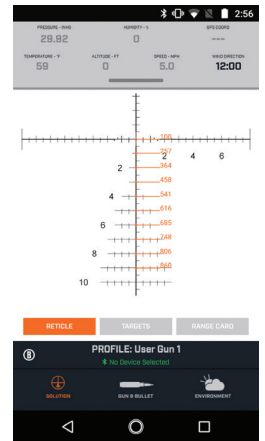 2:56
PRESSURE - INHG
HUMIDITY - %
GPS COORD
29.92
0
-----
TEMPERATURE - °F
ALTITUDE - FT
SPEED - MPH
WIND DIRECTION
59
0
5.0
12:00
100
257
2 4 6
2
364
458
4
541
616
6
685
748
8
806
860
10
RETICLE
TARGETS
RANGE CARD
PROFILE: User Gun 1
No Device Selected
SOLUTION
GUN & BULLET
ENVIRONMENT